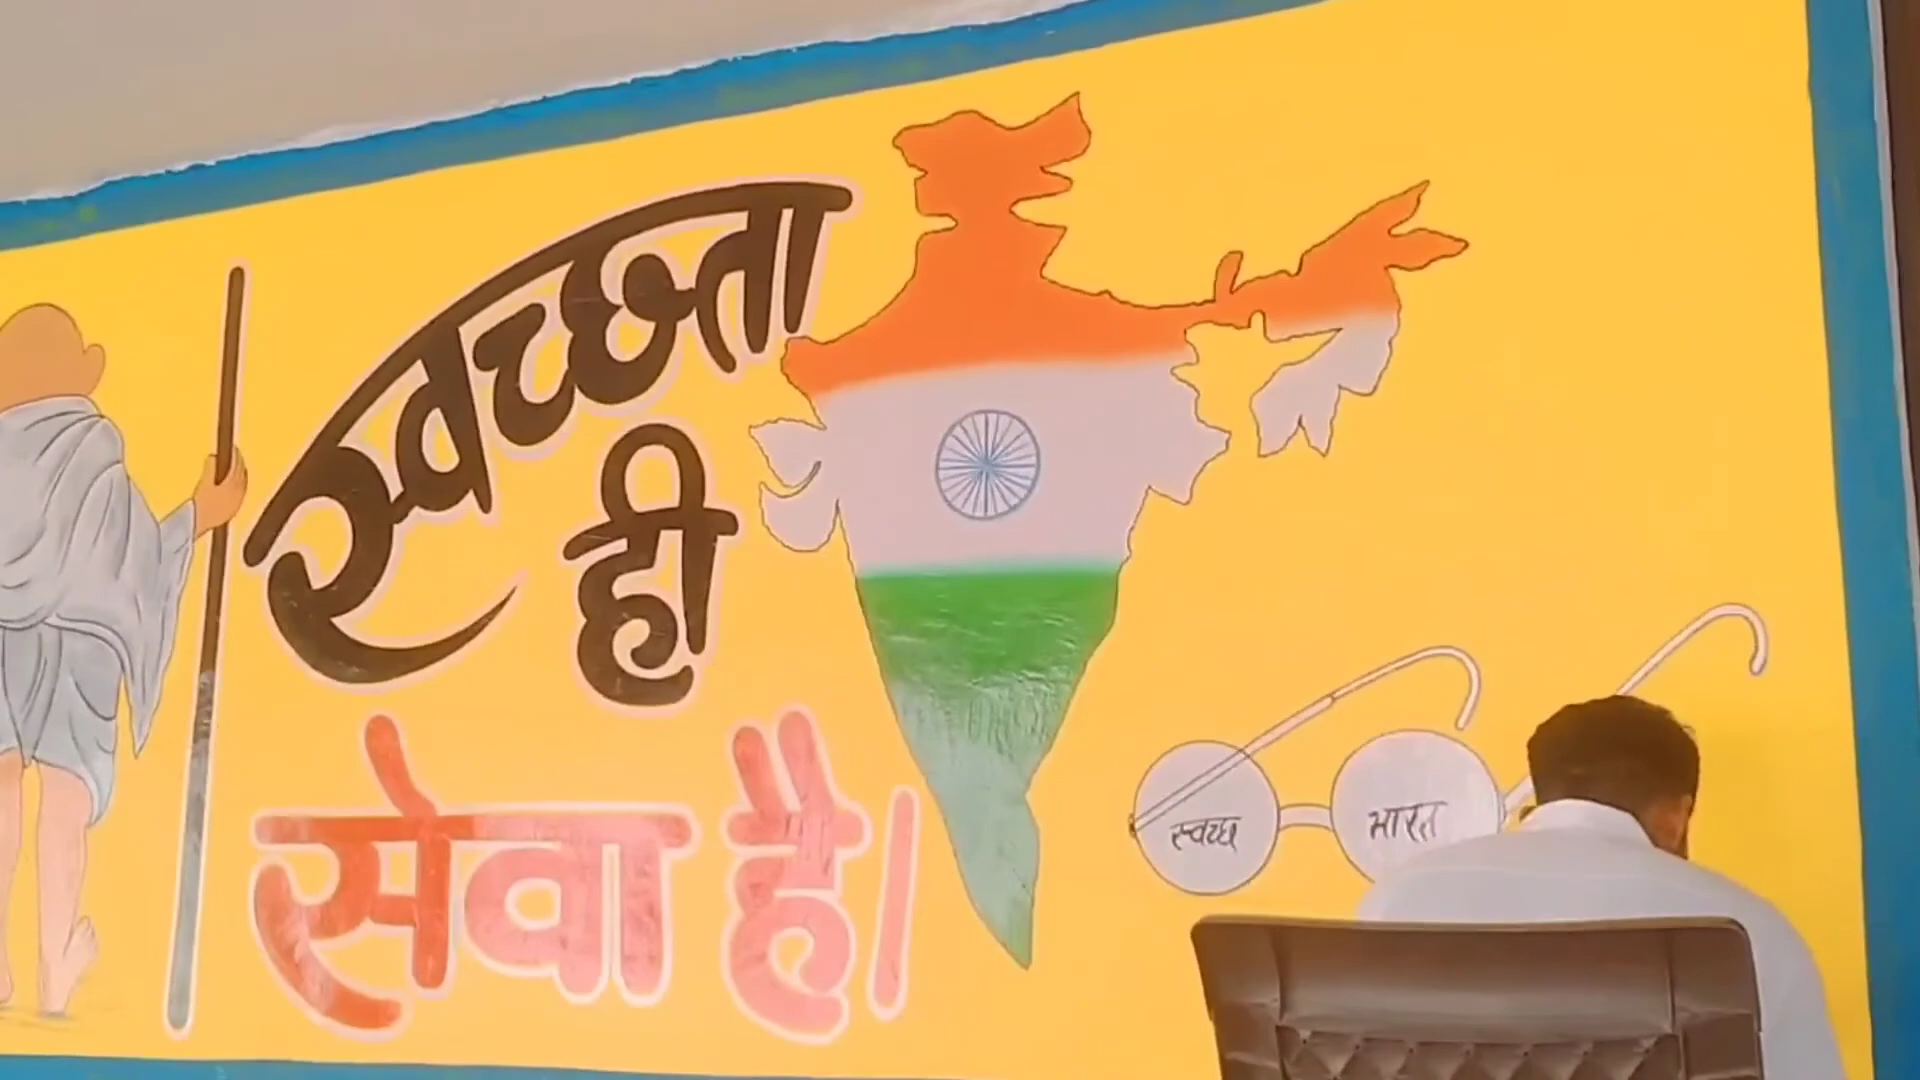 स्वच्छता
ही
सेवा है।
स्वच्छ भारत